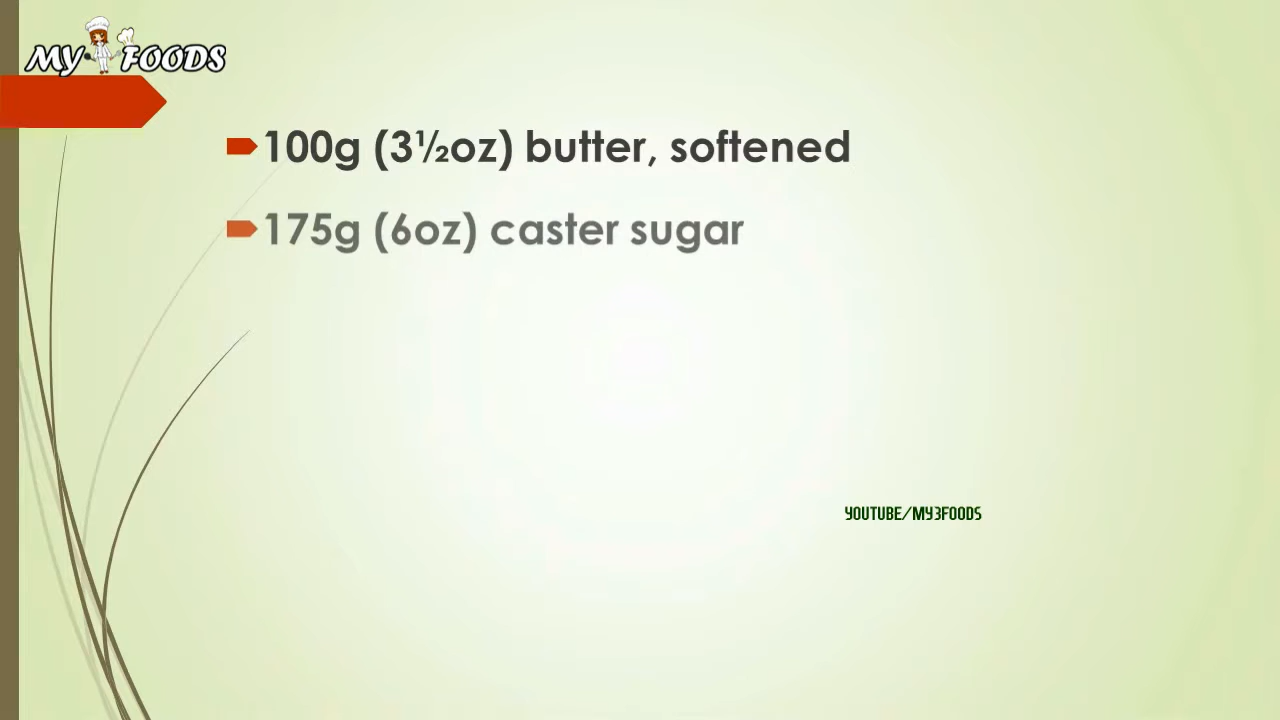 MY FOODS
100g (3½oz) butter, softened
175g (6oz) caster sugar
YOUTUBE/MY3FOODS